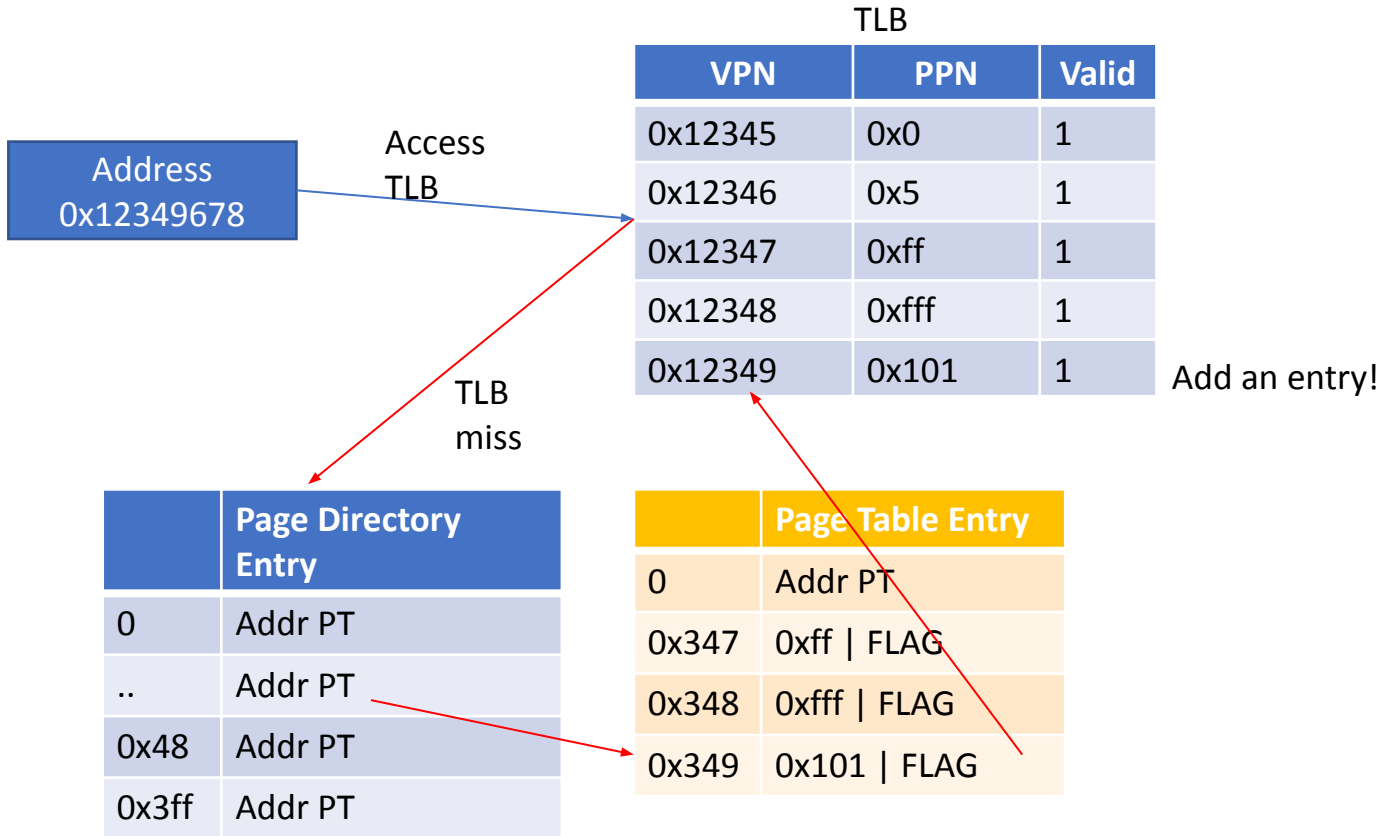 TLB
VPN PPN Valid
0x12345 0x0 1
0x12346 0x5 1
0x12347 0xff 1
0x12348 0xfff 1
0x12349 0x101 1
Add an entry!
Address
0x12349678
Access
TLB
TLB
miss
Page Directory
Entry
0 Addr PT
.. Addr PT
0x48 Addr PT
0x3ff Addr PT
Page Table Entry
0 Addr PT
0x347 0xff | FLAG
0x348 0xfff | FLAG
0x349 0x101 | FLAG